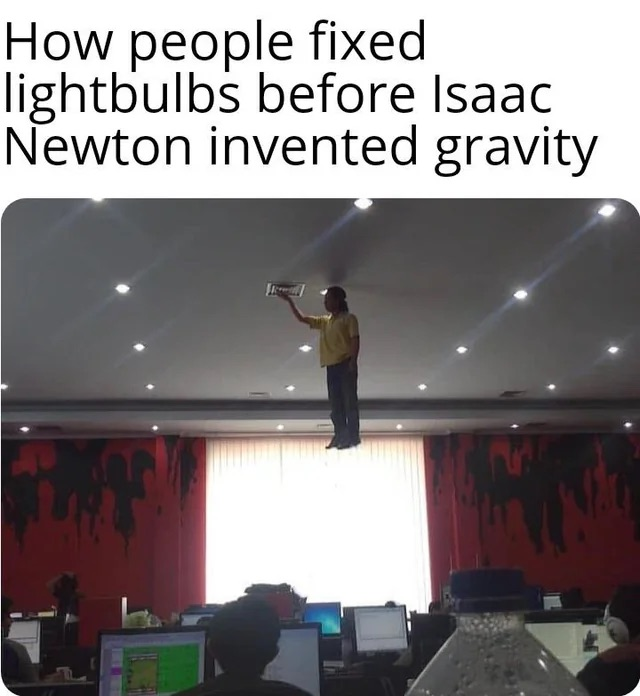 How people fixed
lightbulbs before Isaac
Newton invented gravity